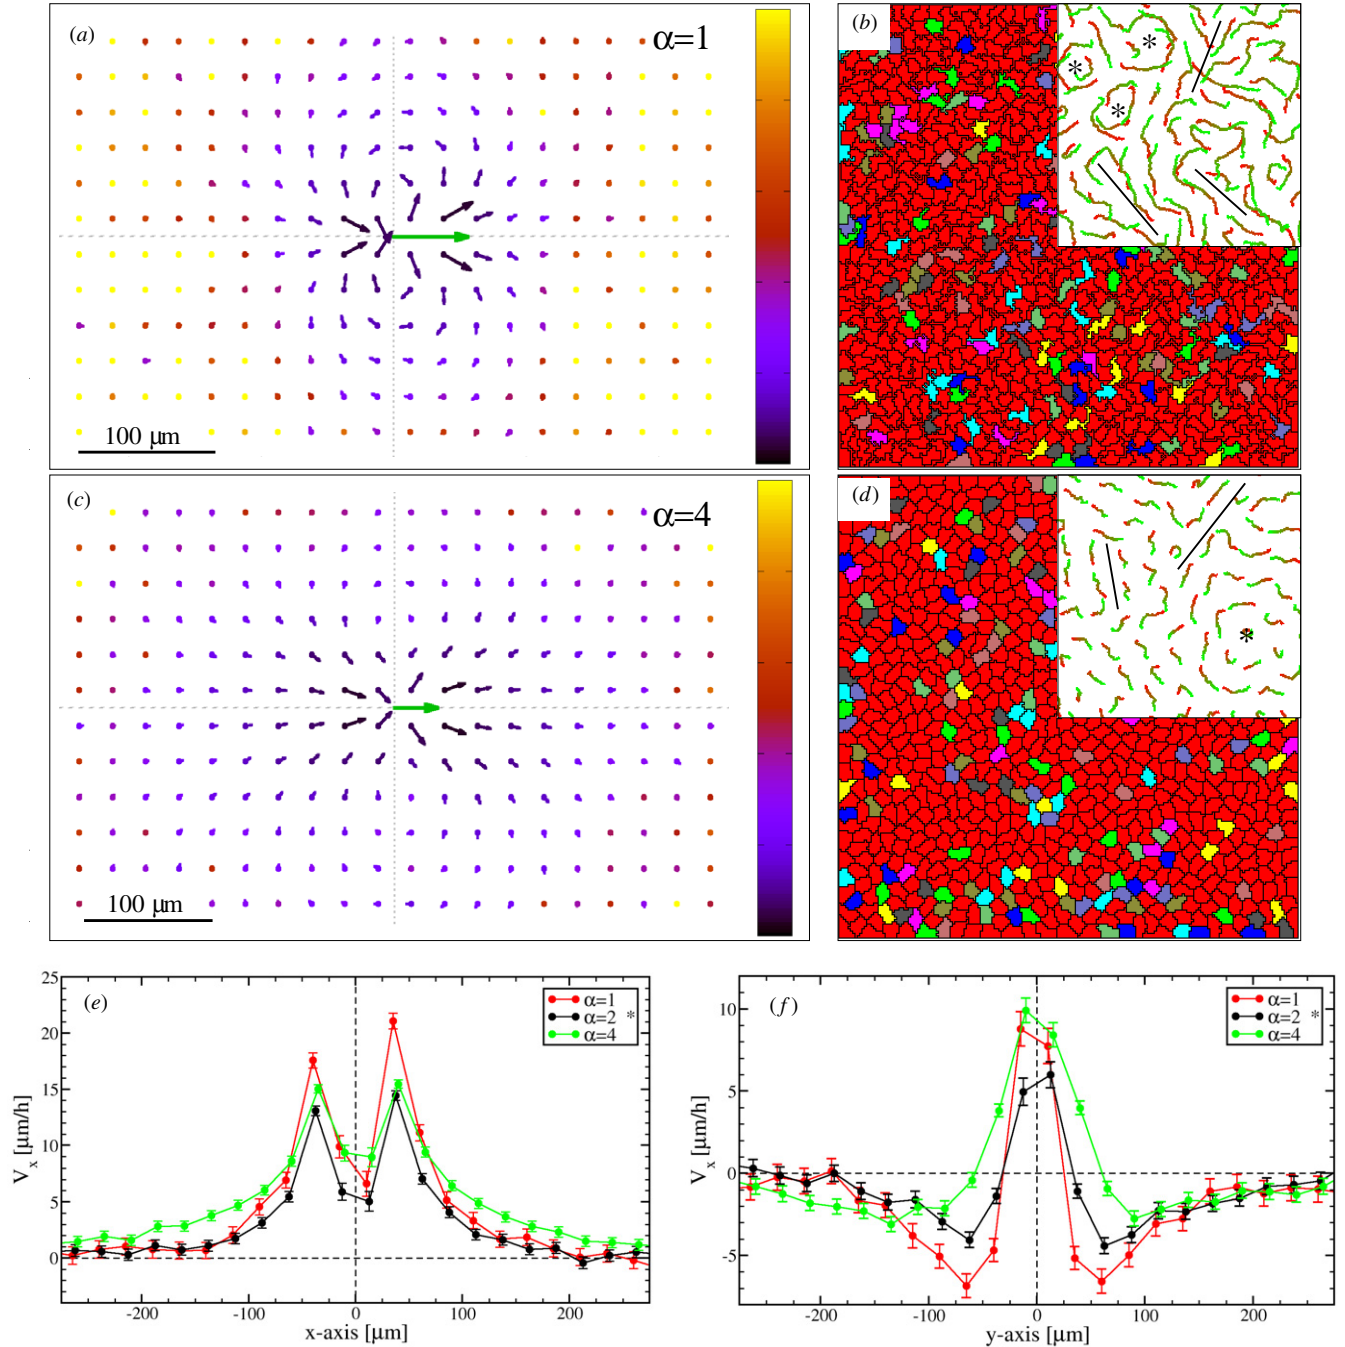 (a)
α=1
100 μm
(b)
*
*
*
(c)
α=4
100 μm
(d)
*
(e)
25
20
15
10
5
0
V_x [μm/h]
-200
-100
0
100
200
x-axis [μm]
α=1
α=2 *
α=4
(f)
10
5
0
-5
V_x [μm/h]
-200
-100
0
100
200
y-axis [μm]
α=1
α=2 *
α=4